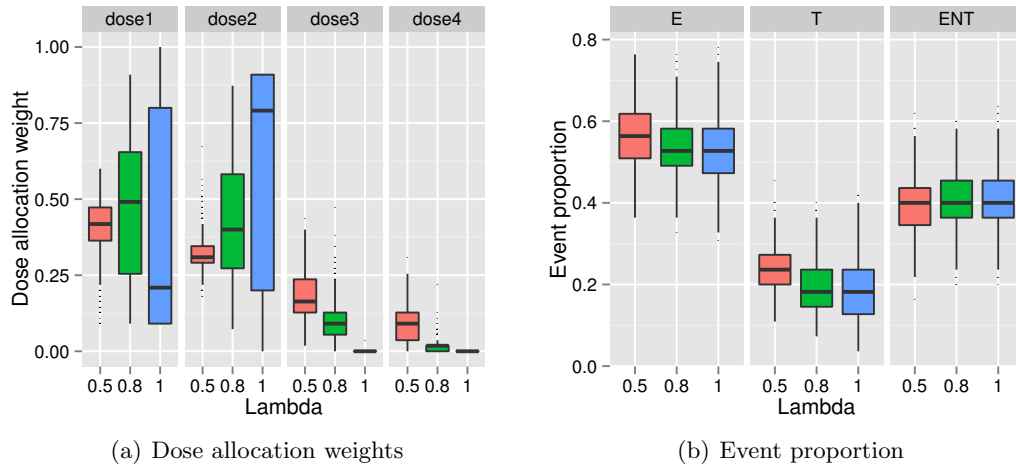 dose1 dose2 dose3 dose4
Dose allocation weight
1.00
0.75
0.50
0.25
0.00
0.5 0.8 1 0.5 0.8 1 0.5 0.8 1 0.5 0.8 1
Lambda
(a) Dose allocation weights
E T ENT
Event proportion
0.8
0.6
0.4
0.2
0.0
0.5 0.8 1 0.5 0.8 1 0.5 0.8 1
Lambda
(b) Event proportion